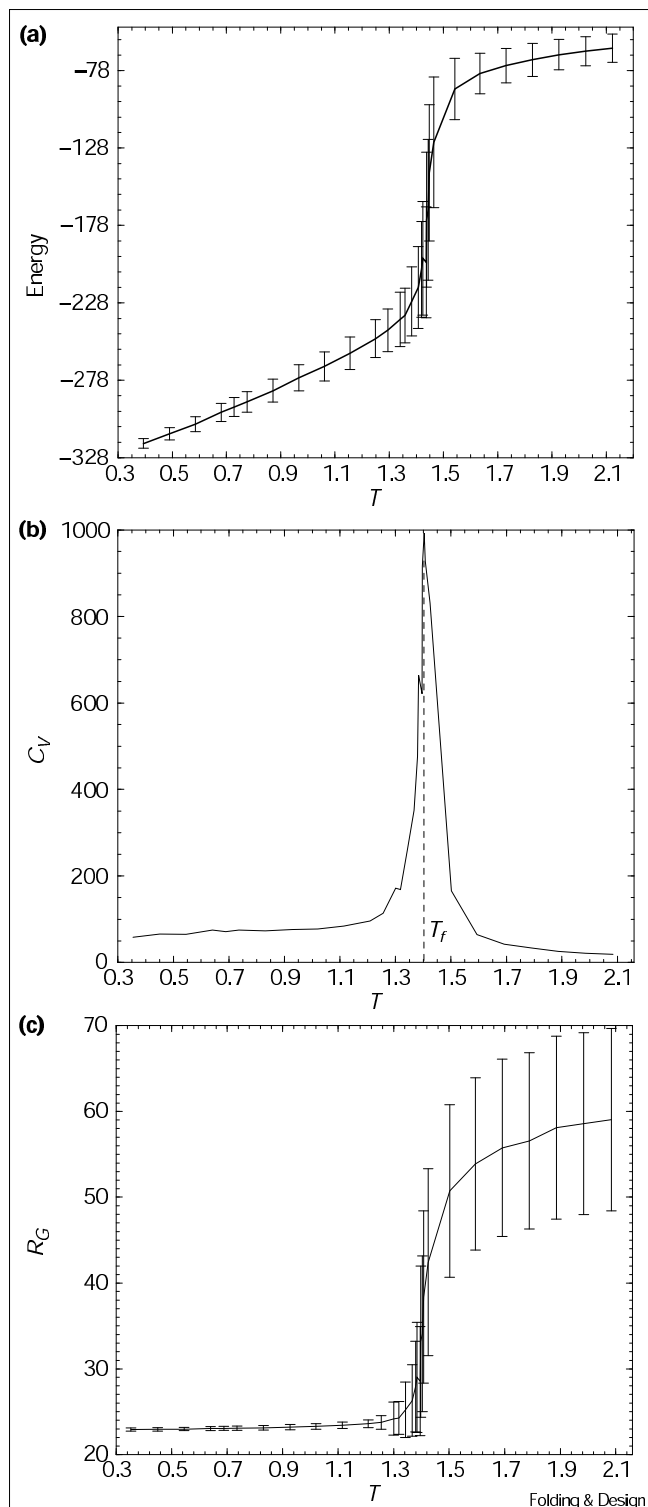 (a)
−78
−128
−178
−228
−278
−328
Energy
0.3 0.5 0.7 0.9 1.1 1.3 1.5 1.7 1.9 2.1
T
(b)
1000
800
600
400
200
0
C_V
T_f
0.3 0.5 0.7 0.9 1.1 1.3 1.5 1.7 1.9 2.1
T
(c)
70
60
50
40
30
20
R_G
0.3 0.5 0.7 0.9 1.1 1.3 1.5 1.7 1.9 2.1
T
Folding & Design